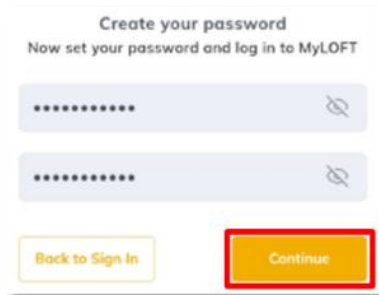 Create your password
Now set your password and log in to MyLOFT
•••••••••••
•••••••••••
Back to Sign In
Continue